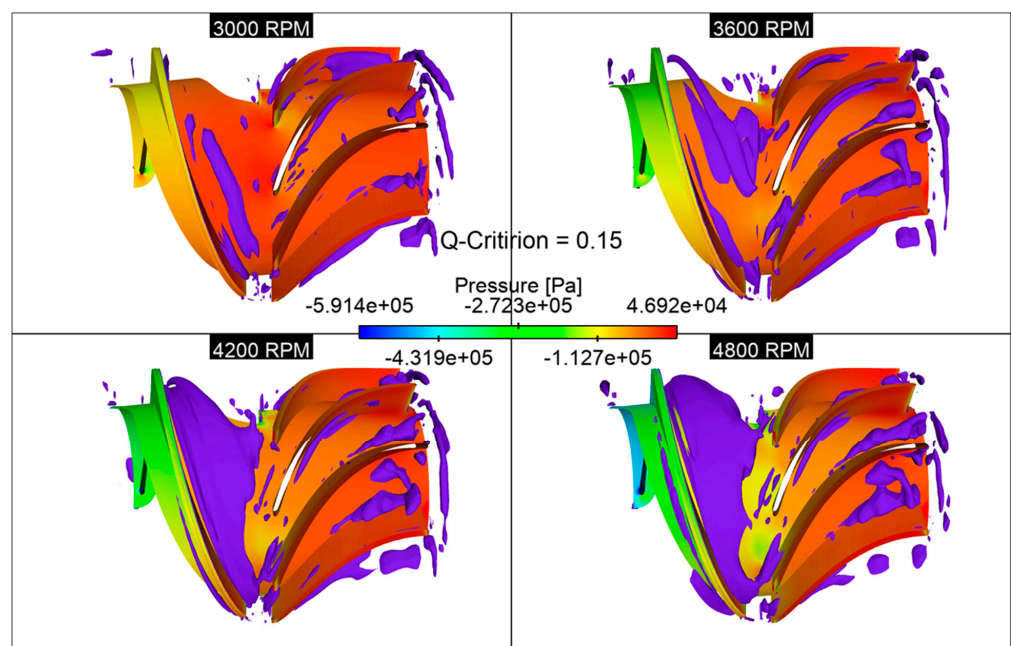 3000 RPM
3600 RPM
Q-Critirion = 0.15
Pressure [Pa]
-5.914e+05 -2.723e+05 4.692e+04
-4.319e+05 -1.127e+05
4200 RPM
4800 RPM